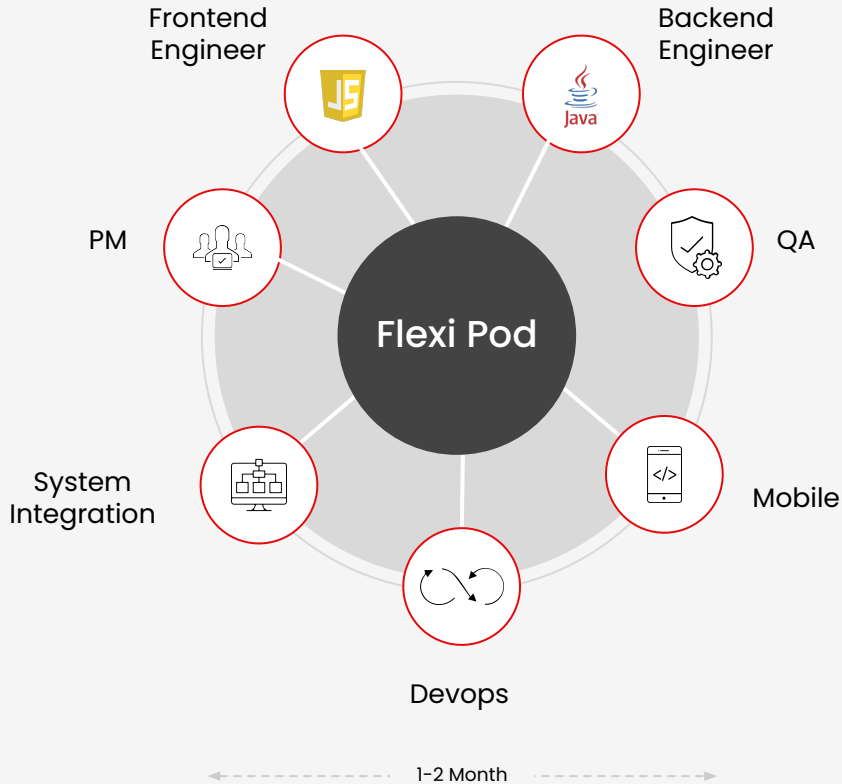 Frontend
Engineer
Backend
Engineer
JS
Java
PM
QA
Flexi Pod
System
Integration
</>
Mobile
Devops
1-2 Month